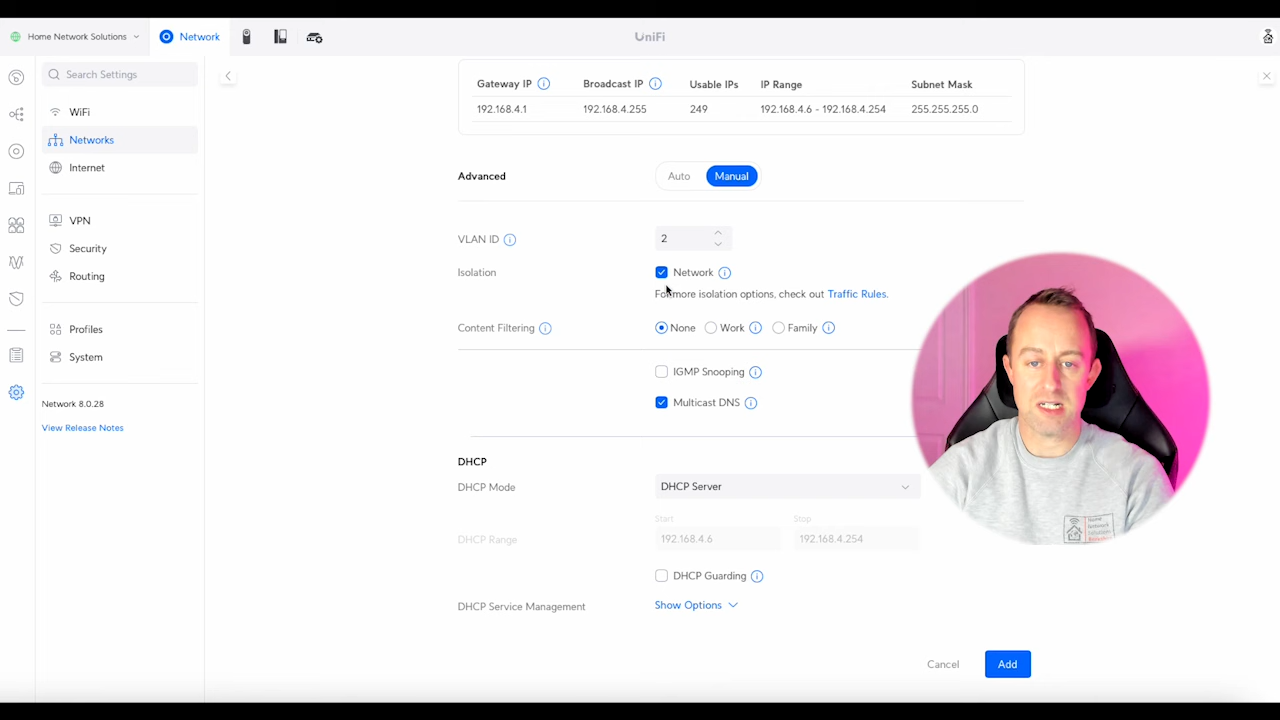 Home Network Solutions
Network
UniFi
Search Settings
WiFi
Networks
Internet
VPN
Security
Routing
Profiles
System
Network 8.0.28
View Release Notes
Gateway IP Broadcast IP Usable IPs IP Range Subnet Mask
192.168.4.1 192.168.4.255 249 192.168.4.6 - 192.168.4.254 255.255.255.0
Advanced Auto Manual
VLAN ID 2
Isolation Network
For more isolation options, check out Traffic Rules.
Content Filtering None Work Family
IGMP Snooping
Multicast DNS
DHCP
DHCP Mode DHCP Server
Start Stop
DHCP Range 192.168.4.6 192.168.4.254
DHCP Guarding
DHCP Service Management Show Options
Cancel Add
Home
Network
Solutions